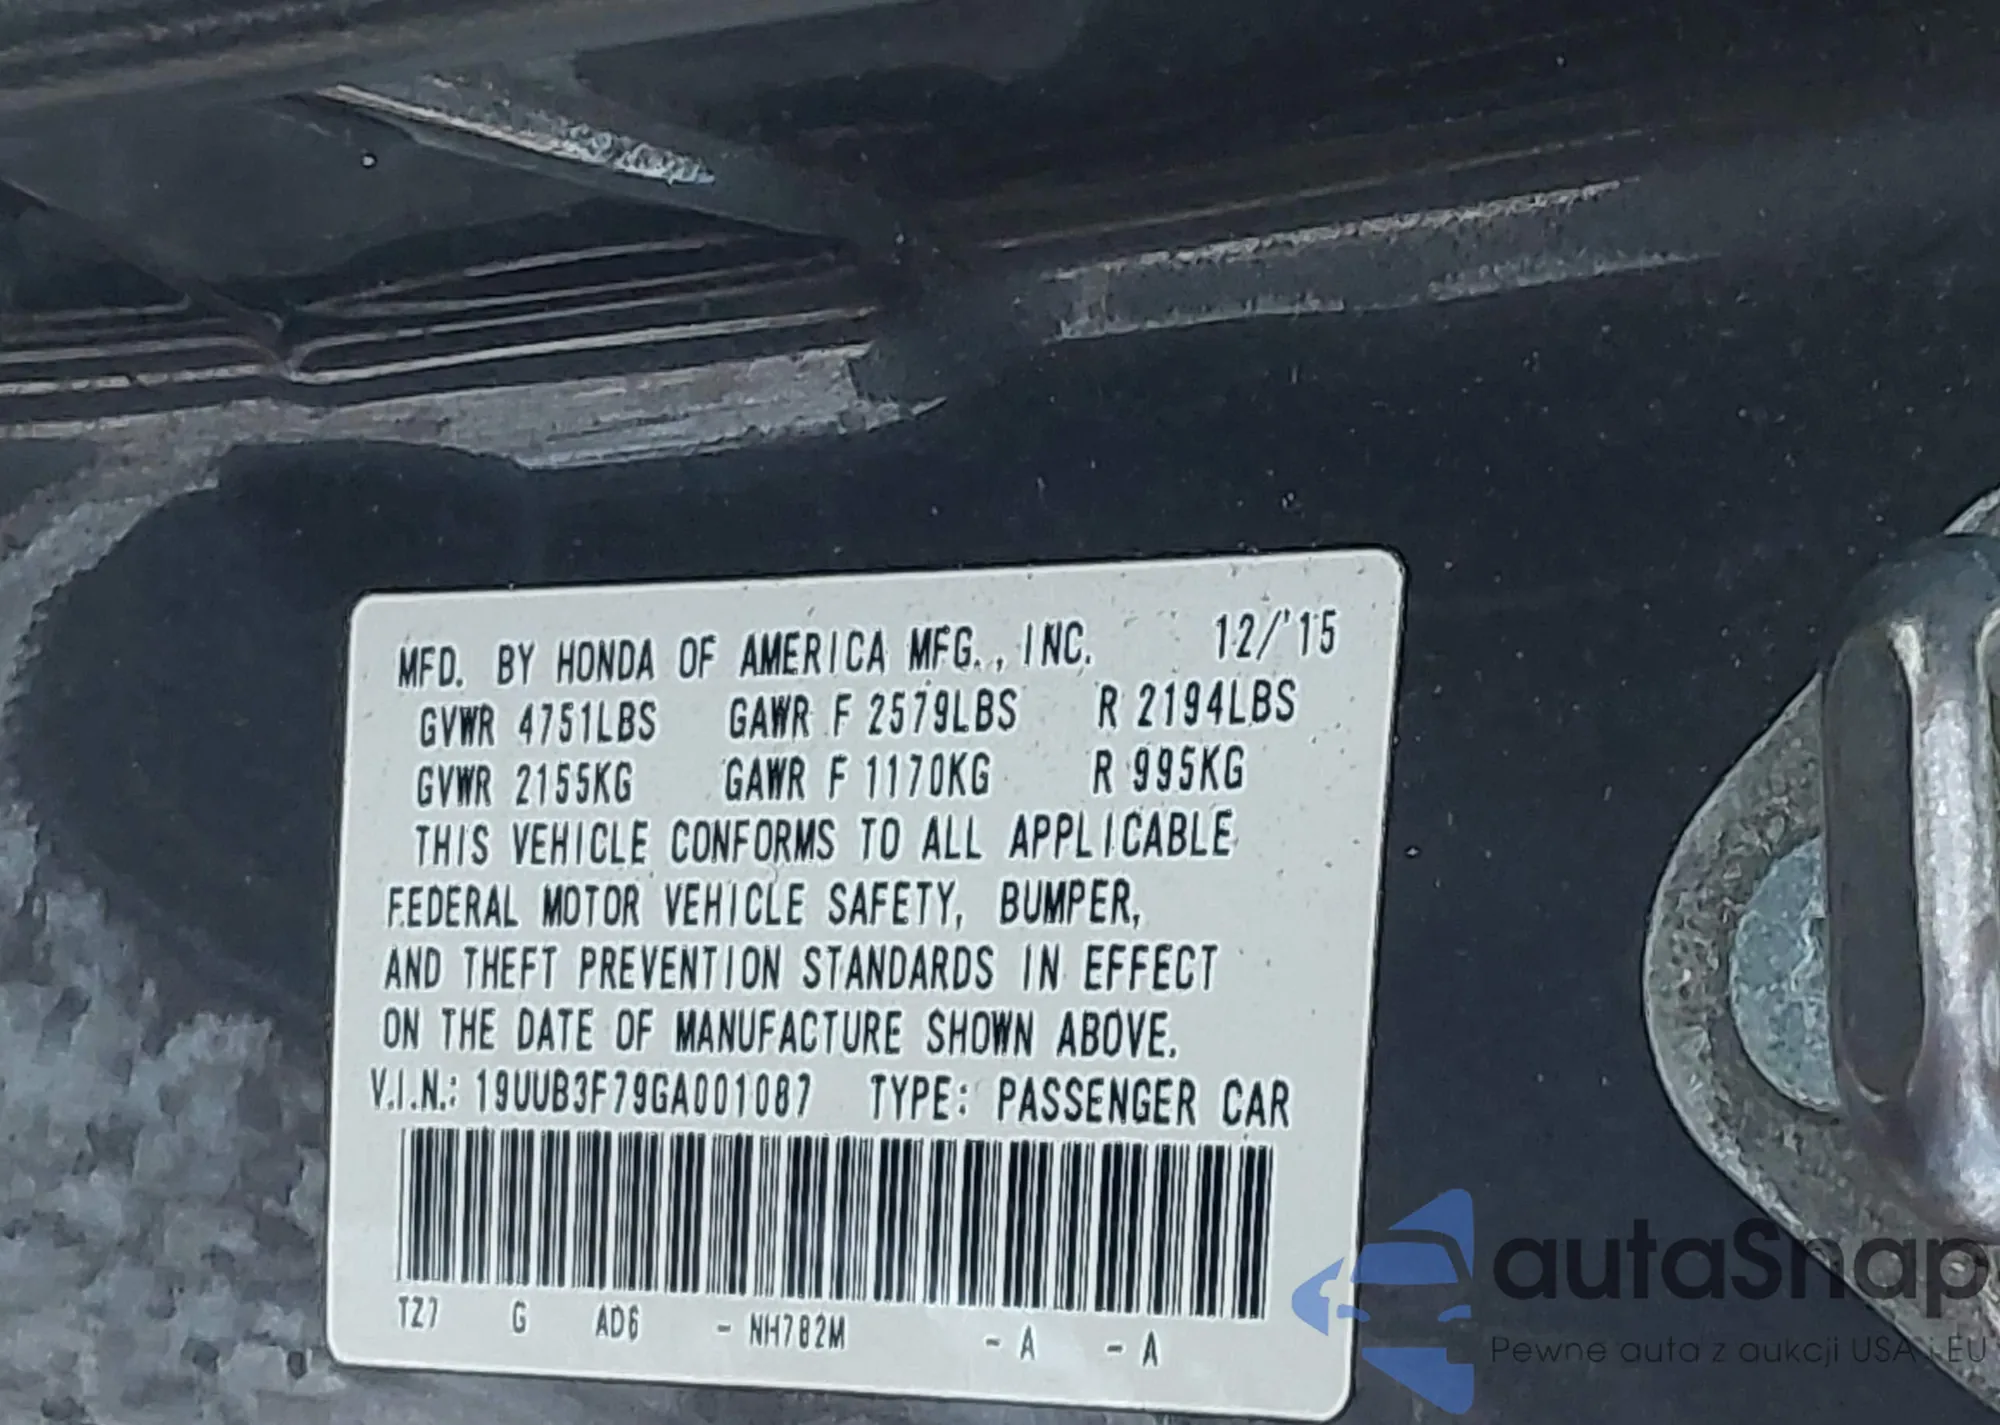 MFD. BY HONDA OF AMERICA MFG., INC. 12/'15
GVWR 4751LBS GAWR F 2579LBS R 2194LBS
GVWR 2155KG GAWR F 1170KG R 995KG
THIS VEHICLE CONFORMS TO ALL APPLICABLE
FEDERAL MOTOR VEHICLE SAFETY, BUMPER,
AND THEFT PREVENTION STANDARDS IN EFFECT
ON THE DATE OF MANUFACTURE SHOWN ABOVE.
V.I.N.: 19UUB3F79GA001087 TYPE: PASSENGER CAR
TZ7 G AD6 - NH782M - A - A
autaSnap
Pewne auta z aukcji USA i EU